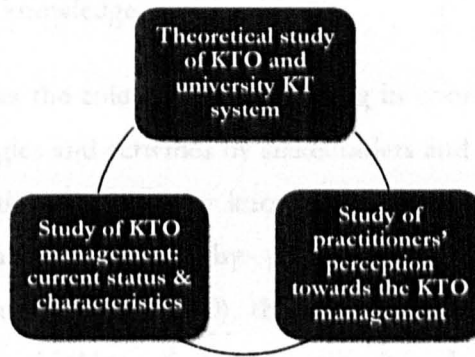 Theoretical study
of KTO and
university KT
system
Study of KTO
management:
current status &
characteristics
Study of
practitioners'
perception
towards the KTO
management